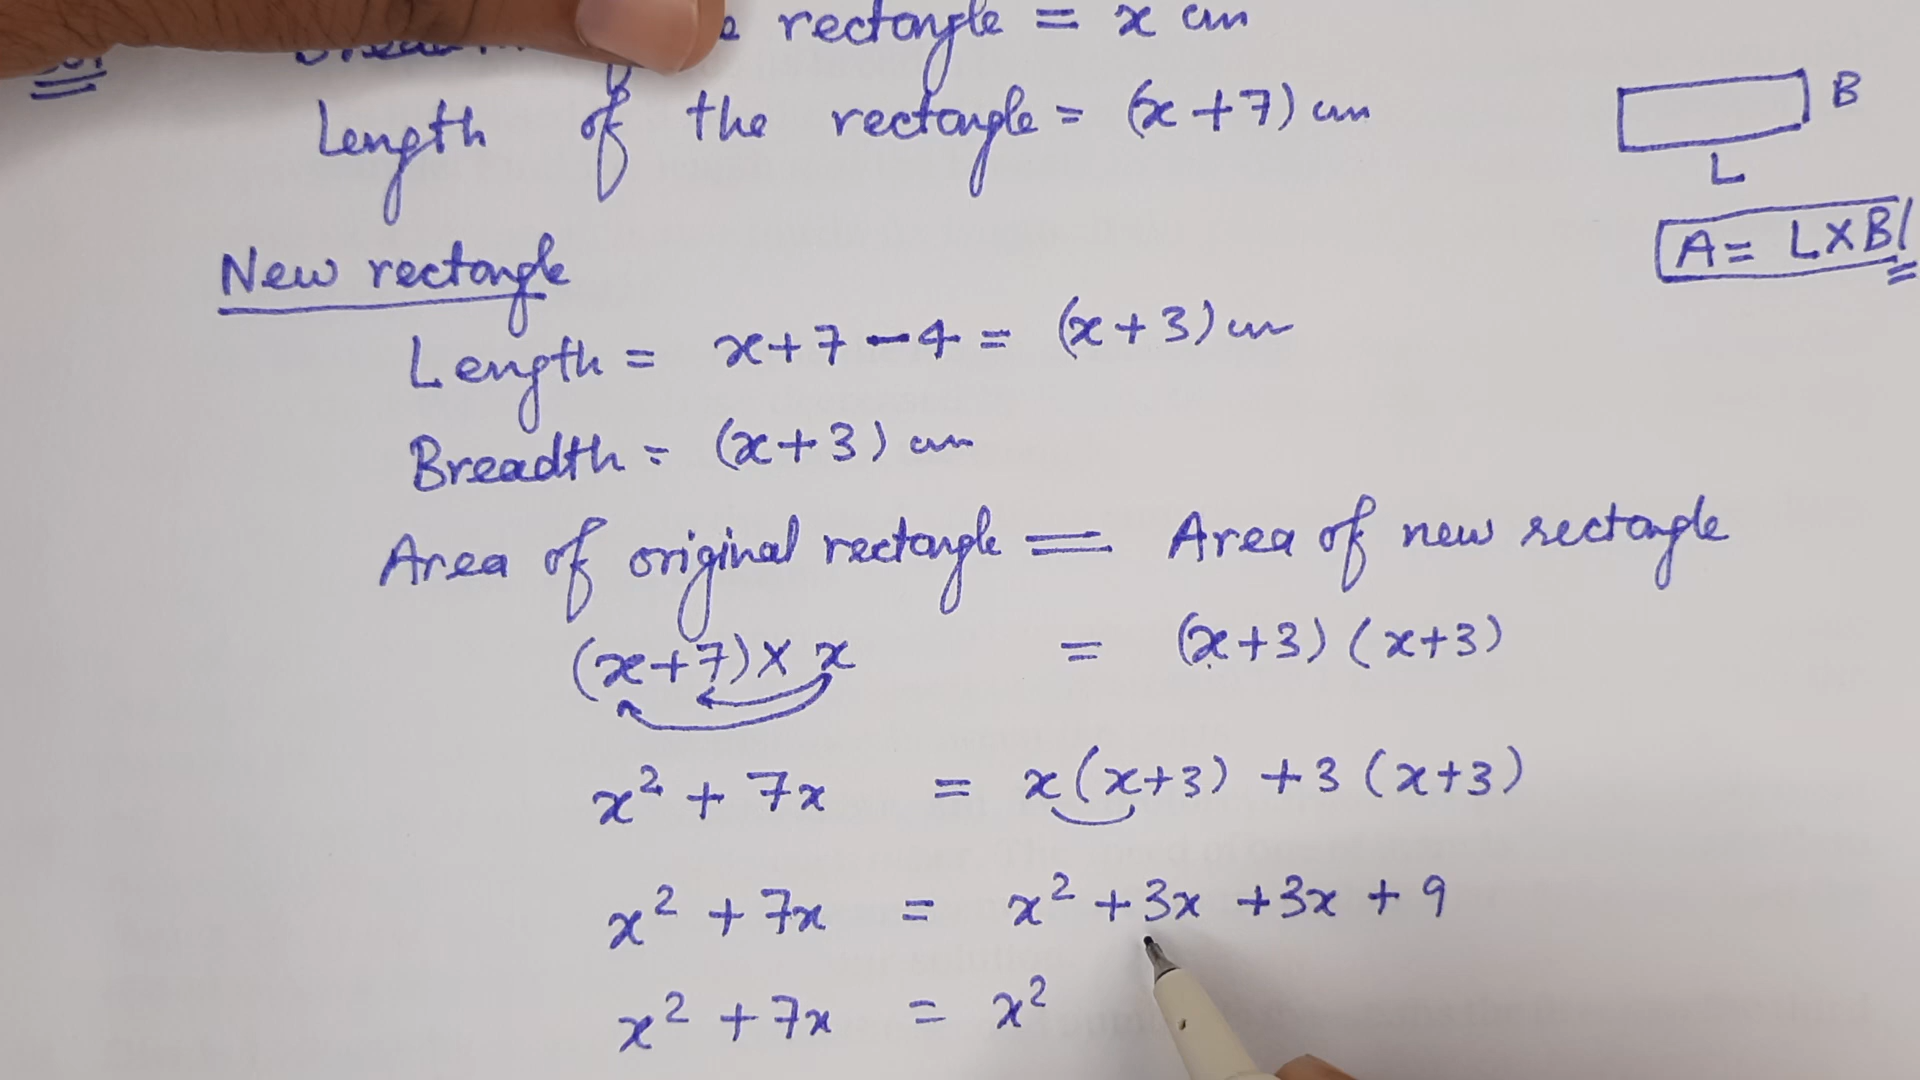 rectangle = x cm
Length of the rectangle = (x+7) cm
B
L
A = L×B
New rectangle
Length = x+7-4 = (x+3) cm
Breadth = (x+3) cm
Area of original rectangle = Area of new rectangle
(x+7)× x = (x+3) (x+3)
x² + 7x = x(x+3) +3 (x+3)
x² + 7x = x² +3x +3x + 9
x² + 7x = x²